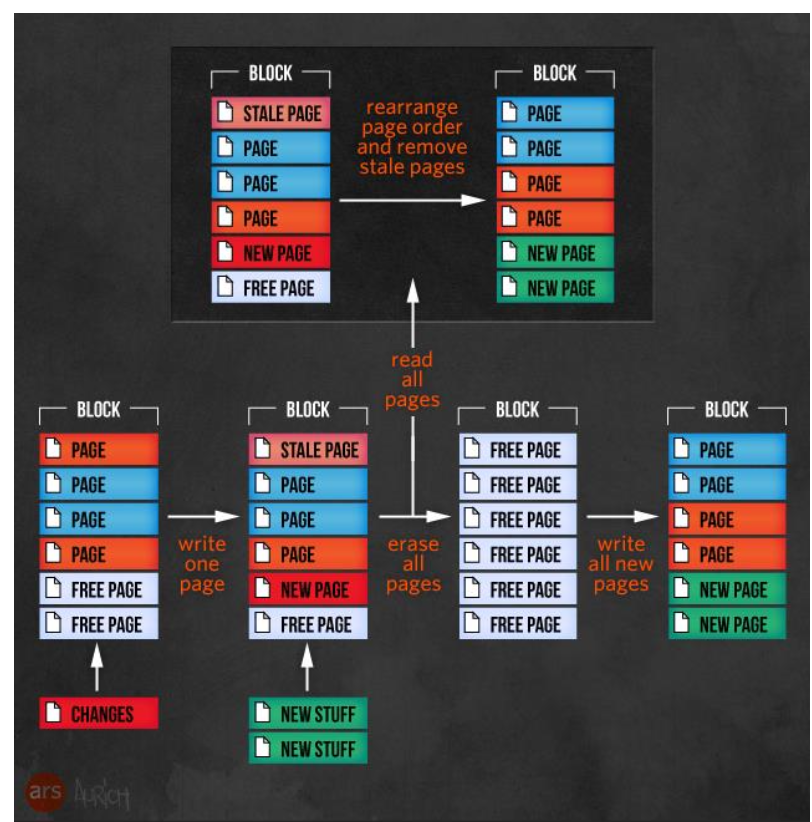 BLOCK
STALE PAGE
PAGE
PAGE
PAGE
NEW PAGE
FREE PAGE
rearrange
page order
and remove
stale pages
BLOCK
PAGE
PAGE
PAGE
PAGE
NEW PAGE
NEW PAGE
read
all
pages
BLOCK
PAGE
PAGE
PAGE
PAGE
FREE PAGE
FREE PAGE
CHANGES
write
one
page
BLOCK
STALE PAGE
PAGE
PAGE
PAGE
NEW PAGE
FREE PAGE
NEW STUFF
NEW STUFF
erase
all
pages
BLOCK
FREE PAGE
FREE PAGE
FREE PAGE
FREE PAGE
FREE PAGE
FREE PAGE
write
all new
pages
BLOCK
PAGE
PAGE
PAGE
PAGE
NEW PAGE
NEW PAGE
ars
AURICH